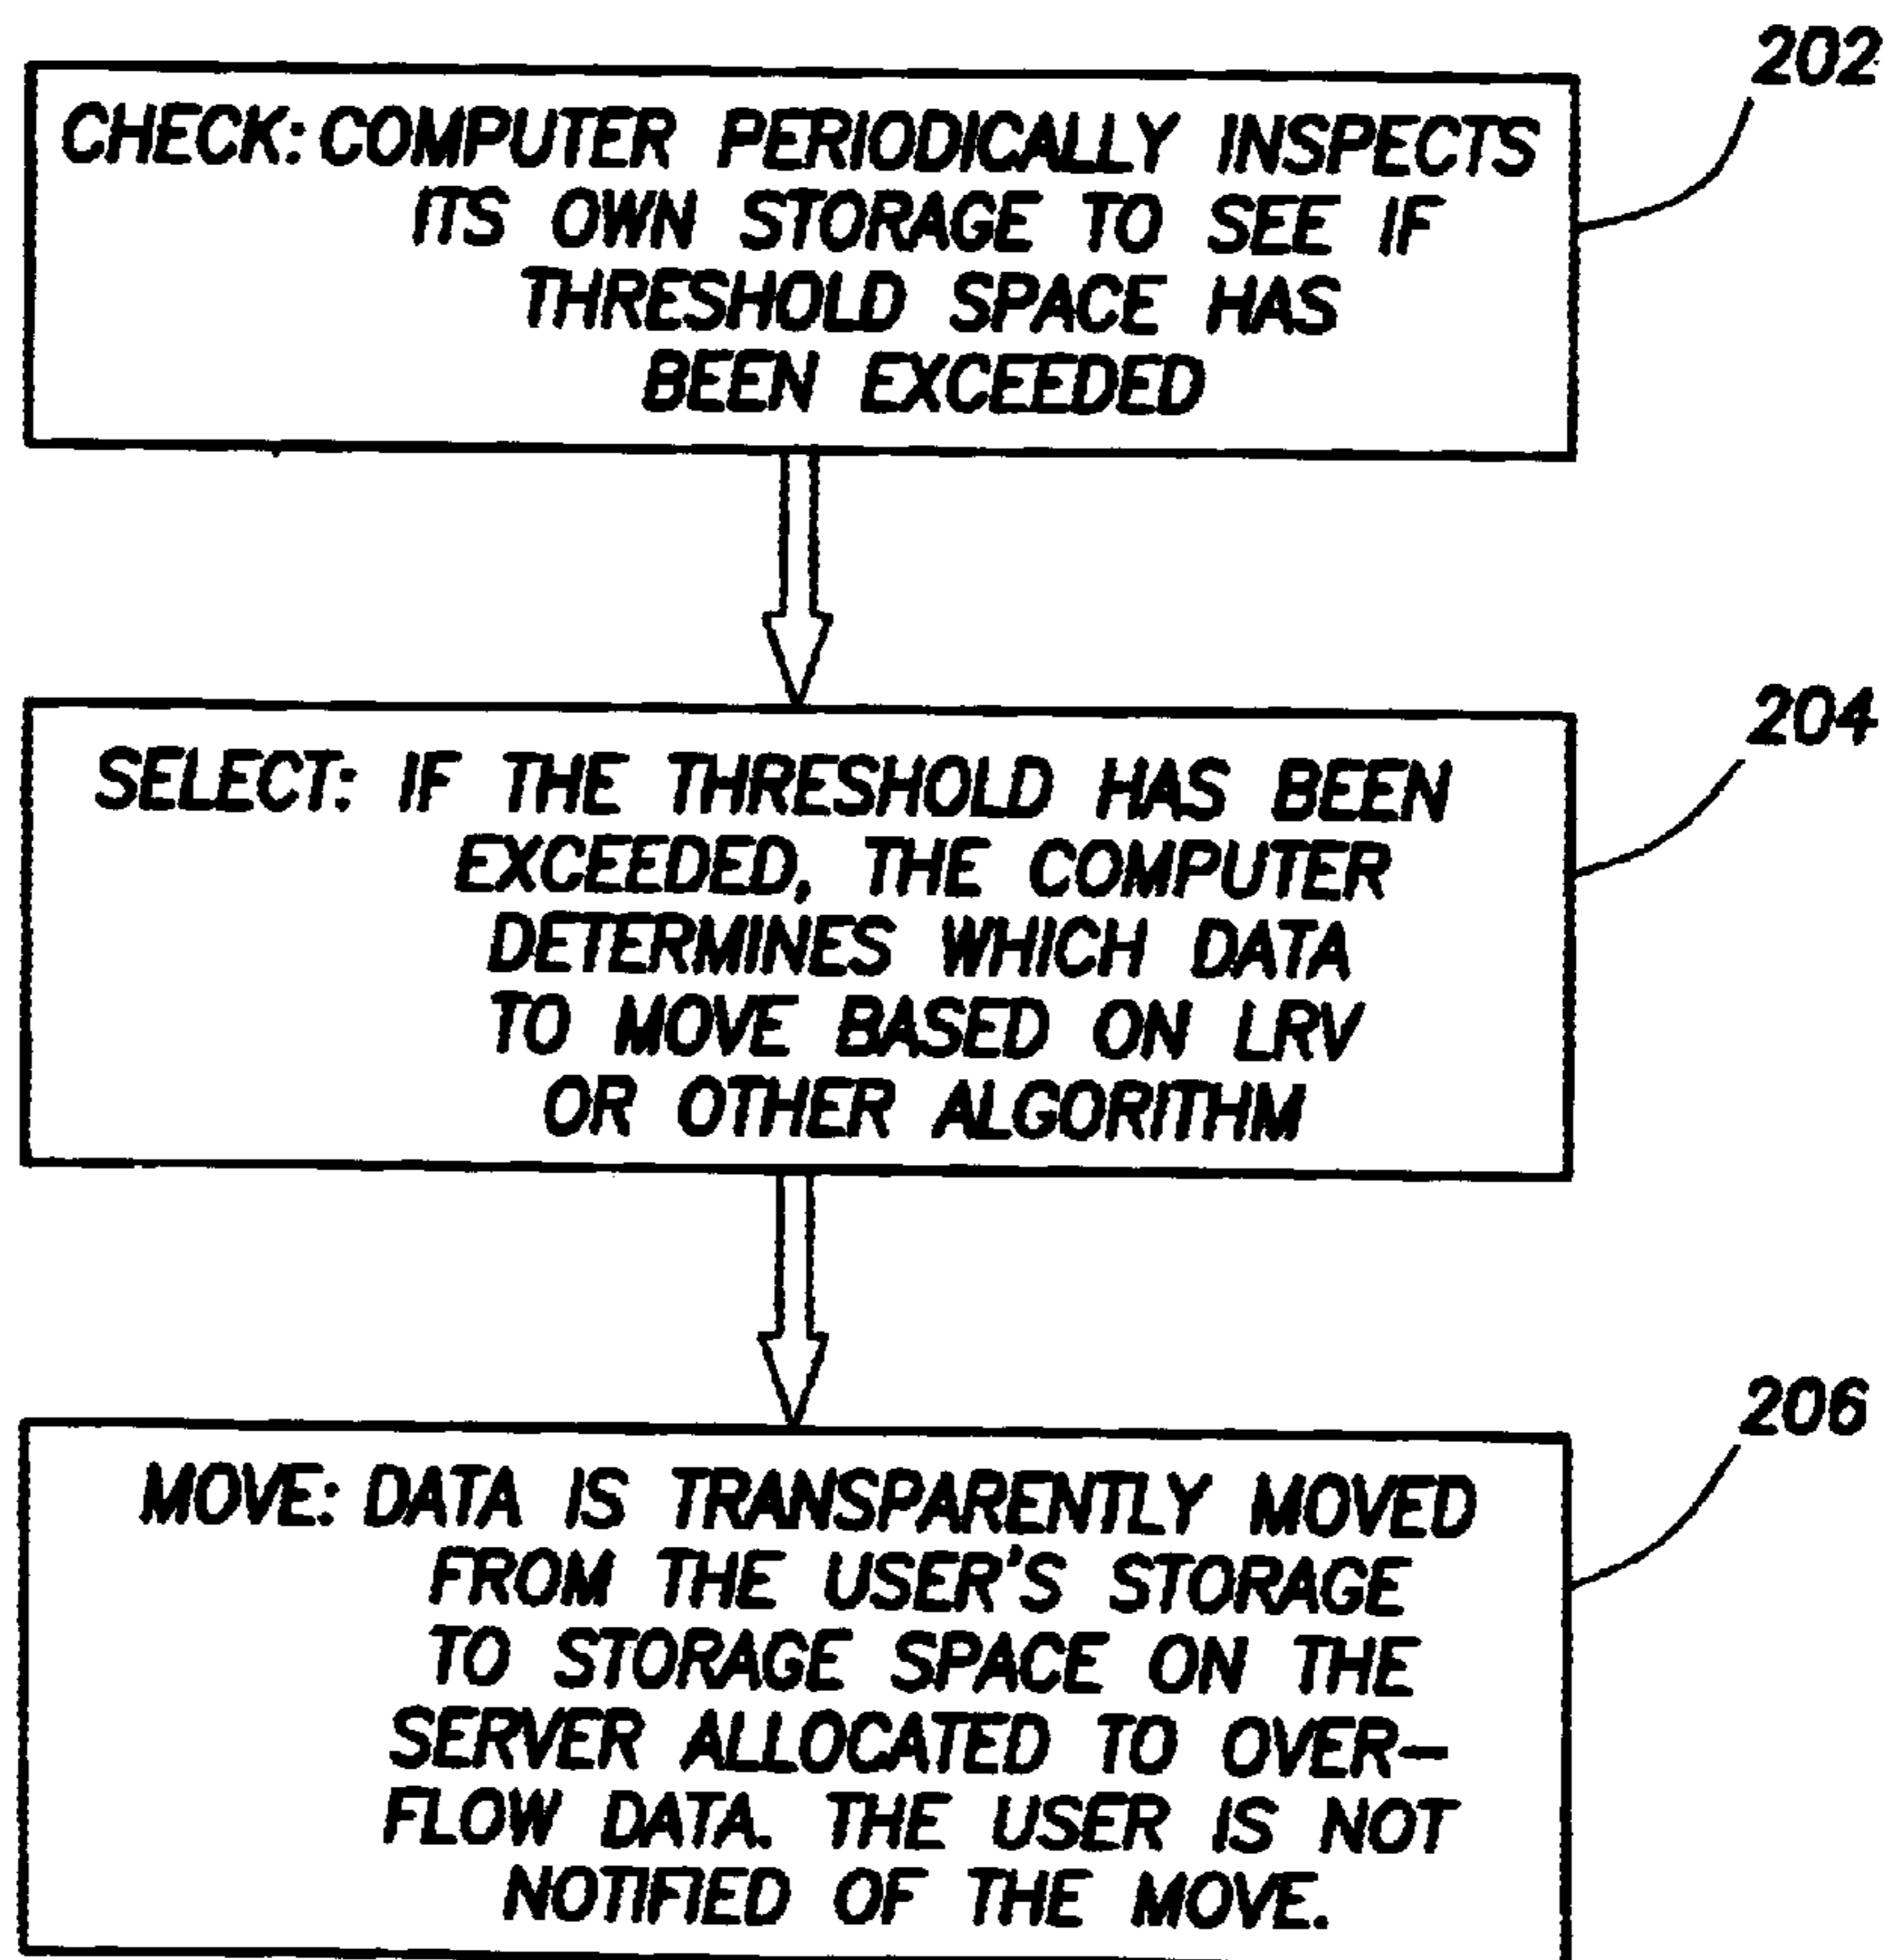 202
CHECK: COMPUTER PERIODICALLY INSPECTS
ITS OWN STORAGE TO SEE IF
THRESHOLD SPACE HAS
BEEN EXCEEDED
204
SELECT: IF THE THRESHOLD HAS BEEN
EXCEEDED, THE COMPUTER
DETERMINES WHICH DATA
TO MOVE BASED ON LRV
OR OTHER ALGORITHM
206
MOVE: DATA IS TRANSPARENTLY MOVED
FROM THE USER'S STORAGE
TO STORAGE SPACE ON THE
SERVER ALLOCATED TO OVER-
FLOW DATA. THE USER IS NOT
NOTIFIED OF THE MOVE.